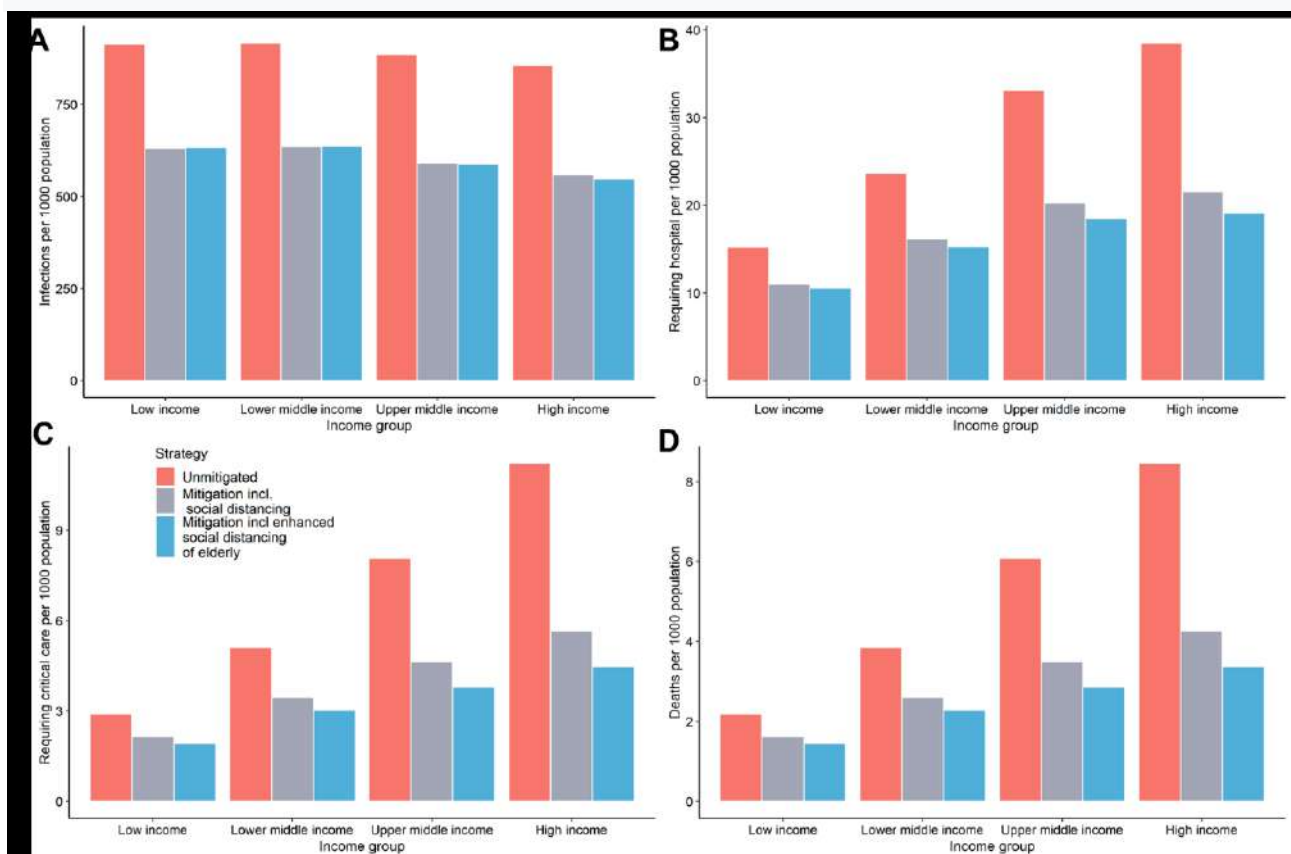 A
Infections per 1000 population
750
500
250
0
Low income
Lower middle income
Upper middle income
High income
Income group
B
Requiring hospital per 1000 population
40
30
20
10
0
Low income
Lower middle income
Upper middle income
High income
Income group
C
Requiring critical care per 1000 population
9
6
3
0
Strategy
Unmitigated
Mitigation incl.
social distancing
Mitigation incl enhanced
social distancing
of elderly
Low income
Lower middle income
Upper middle income
High income
Income group
D
Deaths per 1000 population
8
6
4
2
0
Low income
Lower middle income
Upper middle income
High income
Income group